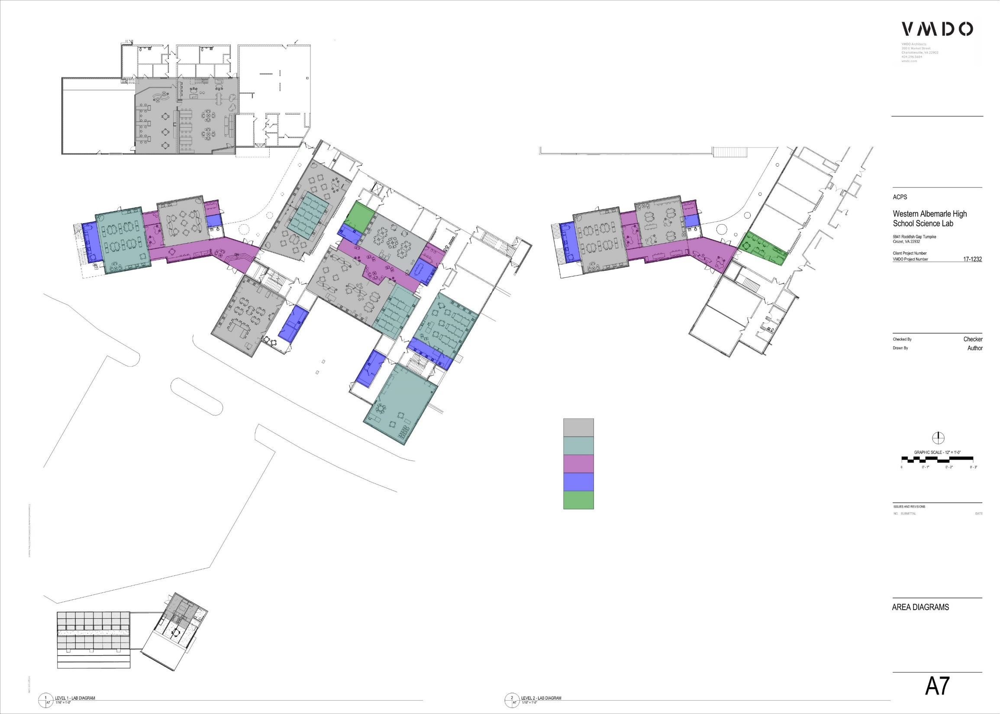 VMDO
VMDO Architects
200 E Market Street
Charlottesville, VA 22902
434.296.5684
vmdo.com
ACPS
Western Albemarle High
School Science Lab
5941 Rockfish Gap Turnpike
Crozet, VA 22932
Client Project Number
VMDO Project Number 17-1232
Checked By Checker
Drawn By Author
GRAPHIC SCALE - 12" = 1'-0"
0 0' - 1" 0' - 2" 0' - 3"
ISSUES AND REVISIONS
NO. SUBMITTAL DATE
AREA DIAGRAMS
A7
DN
1 LEVEL 1 - LAB DIAGRAM
A7 1/16" = 1'-0"
2 LEVEL 2 - LAB DIAGRAM
A7 1/16" = 1'-0"